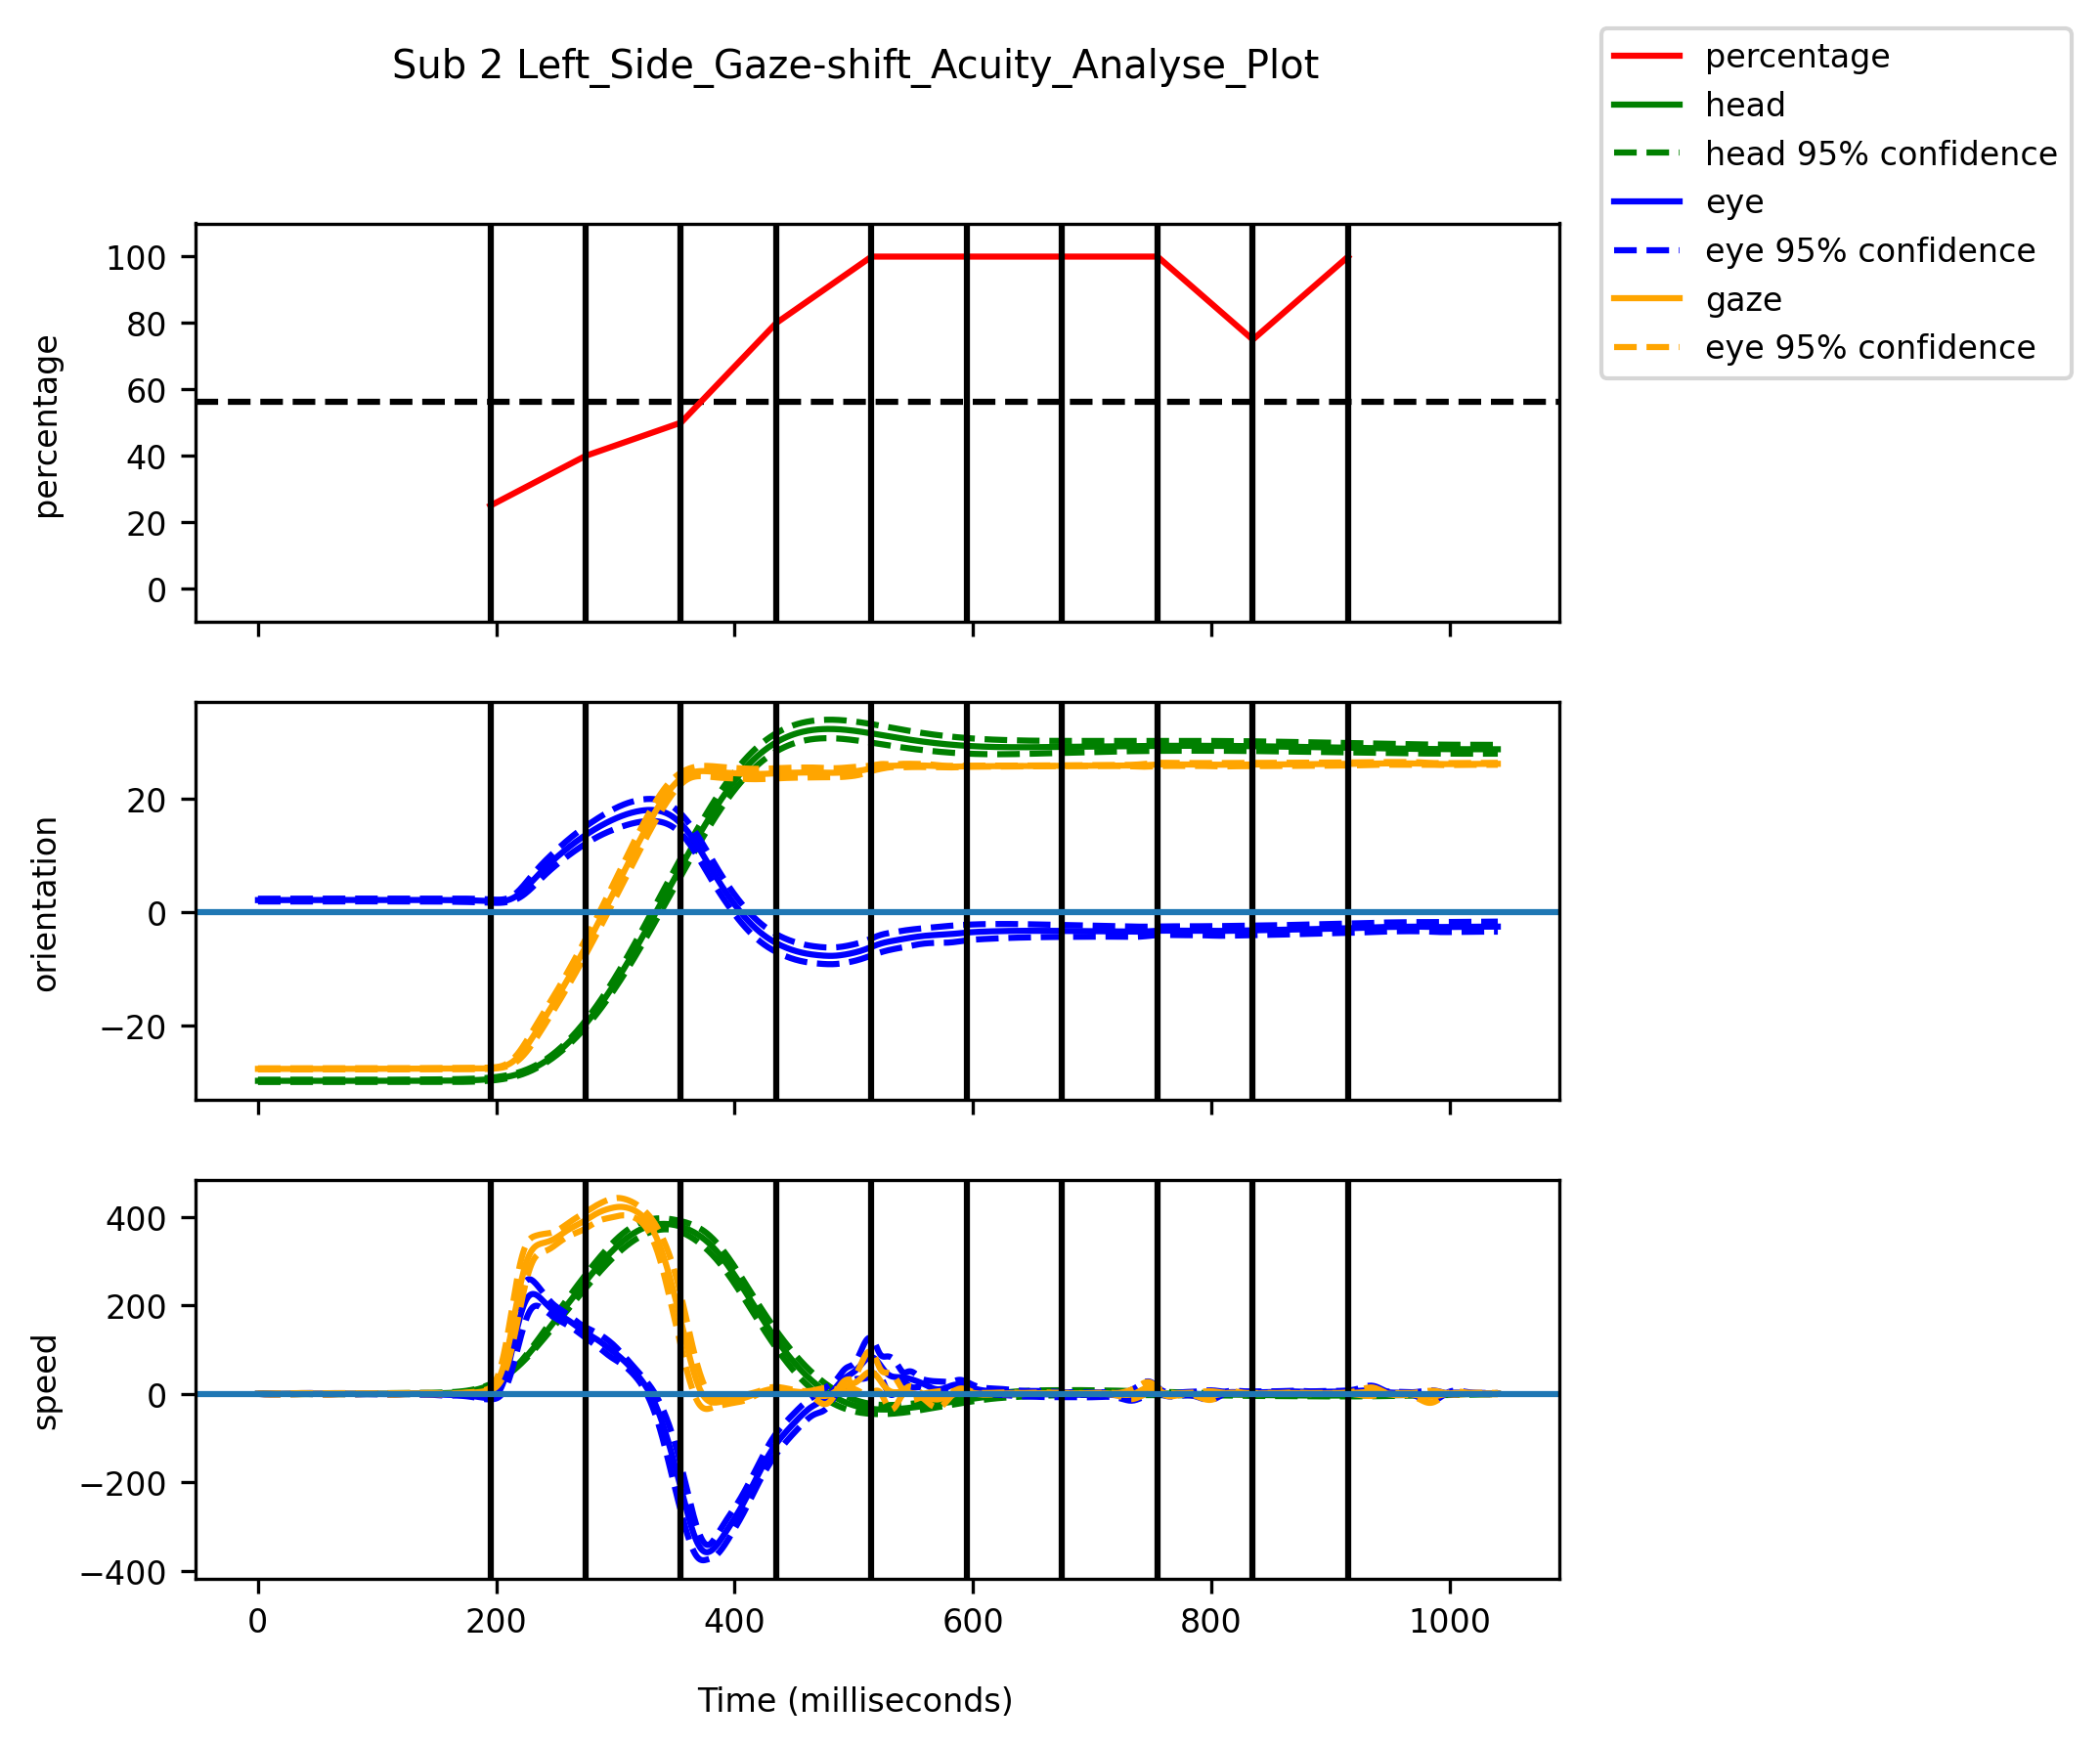 Sub 2 Left_Side_Gaze-shift_Acuity_Analyse_Plot
percentage
head
head 95% confidence
eye
eye 95% confidence
gaze
eye 95% confidence
percentage
100
80
60
40
20
0
orientation
20
0
−20
speed
400
200
0
−200
−400
0 200 400 600 800 1000
Time (milliseconds)